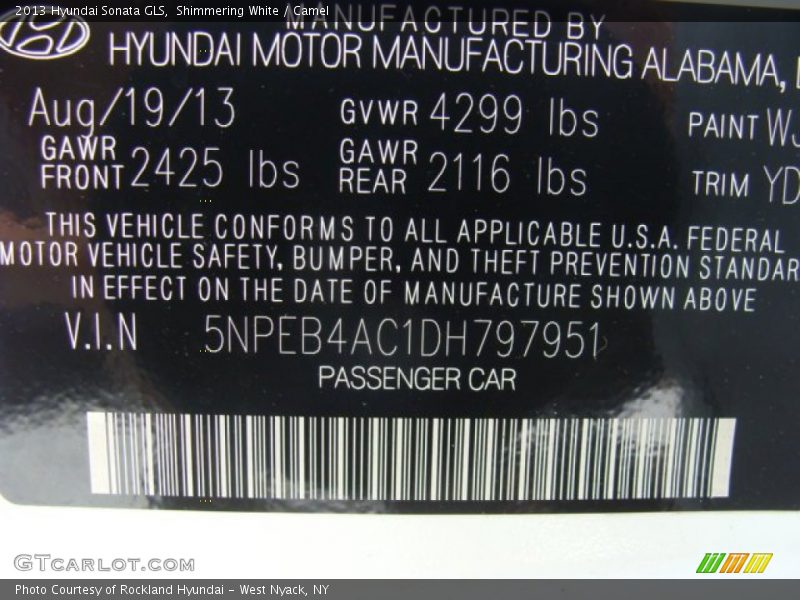 2013 Hyundai Sonata GLS, Shimmering White / Camel
MANUFACTURED BY
HYUNDAI MOTOR MANUFACTURING ALABAMA,
Aug/19/13 GVWR 4299 lbs PAINT WJ
GAWR FRONT 2425 lbs GAWR REAR 2116 lbs TRIM YD
THIS VEHICLE CONFORMS TO ALL APPLICABLE U.S.A. FEDERAL
MOTOR VEHICLE SAFETY, BUMPER, AND THEFT PREVENTION STANDAR
IN EFFECT ON THE DATE OF MANUFACTURE SHOWN ABOVE
V.I.N 5NPEB4AC1DH797951
PASSENGER CAR
GTCARLOT.COM
Photo Courtesy of Rockland Hyundai - West Nyack, NY